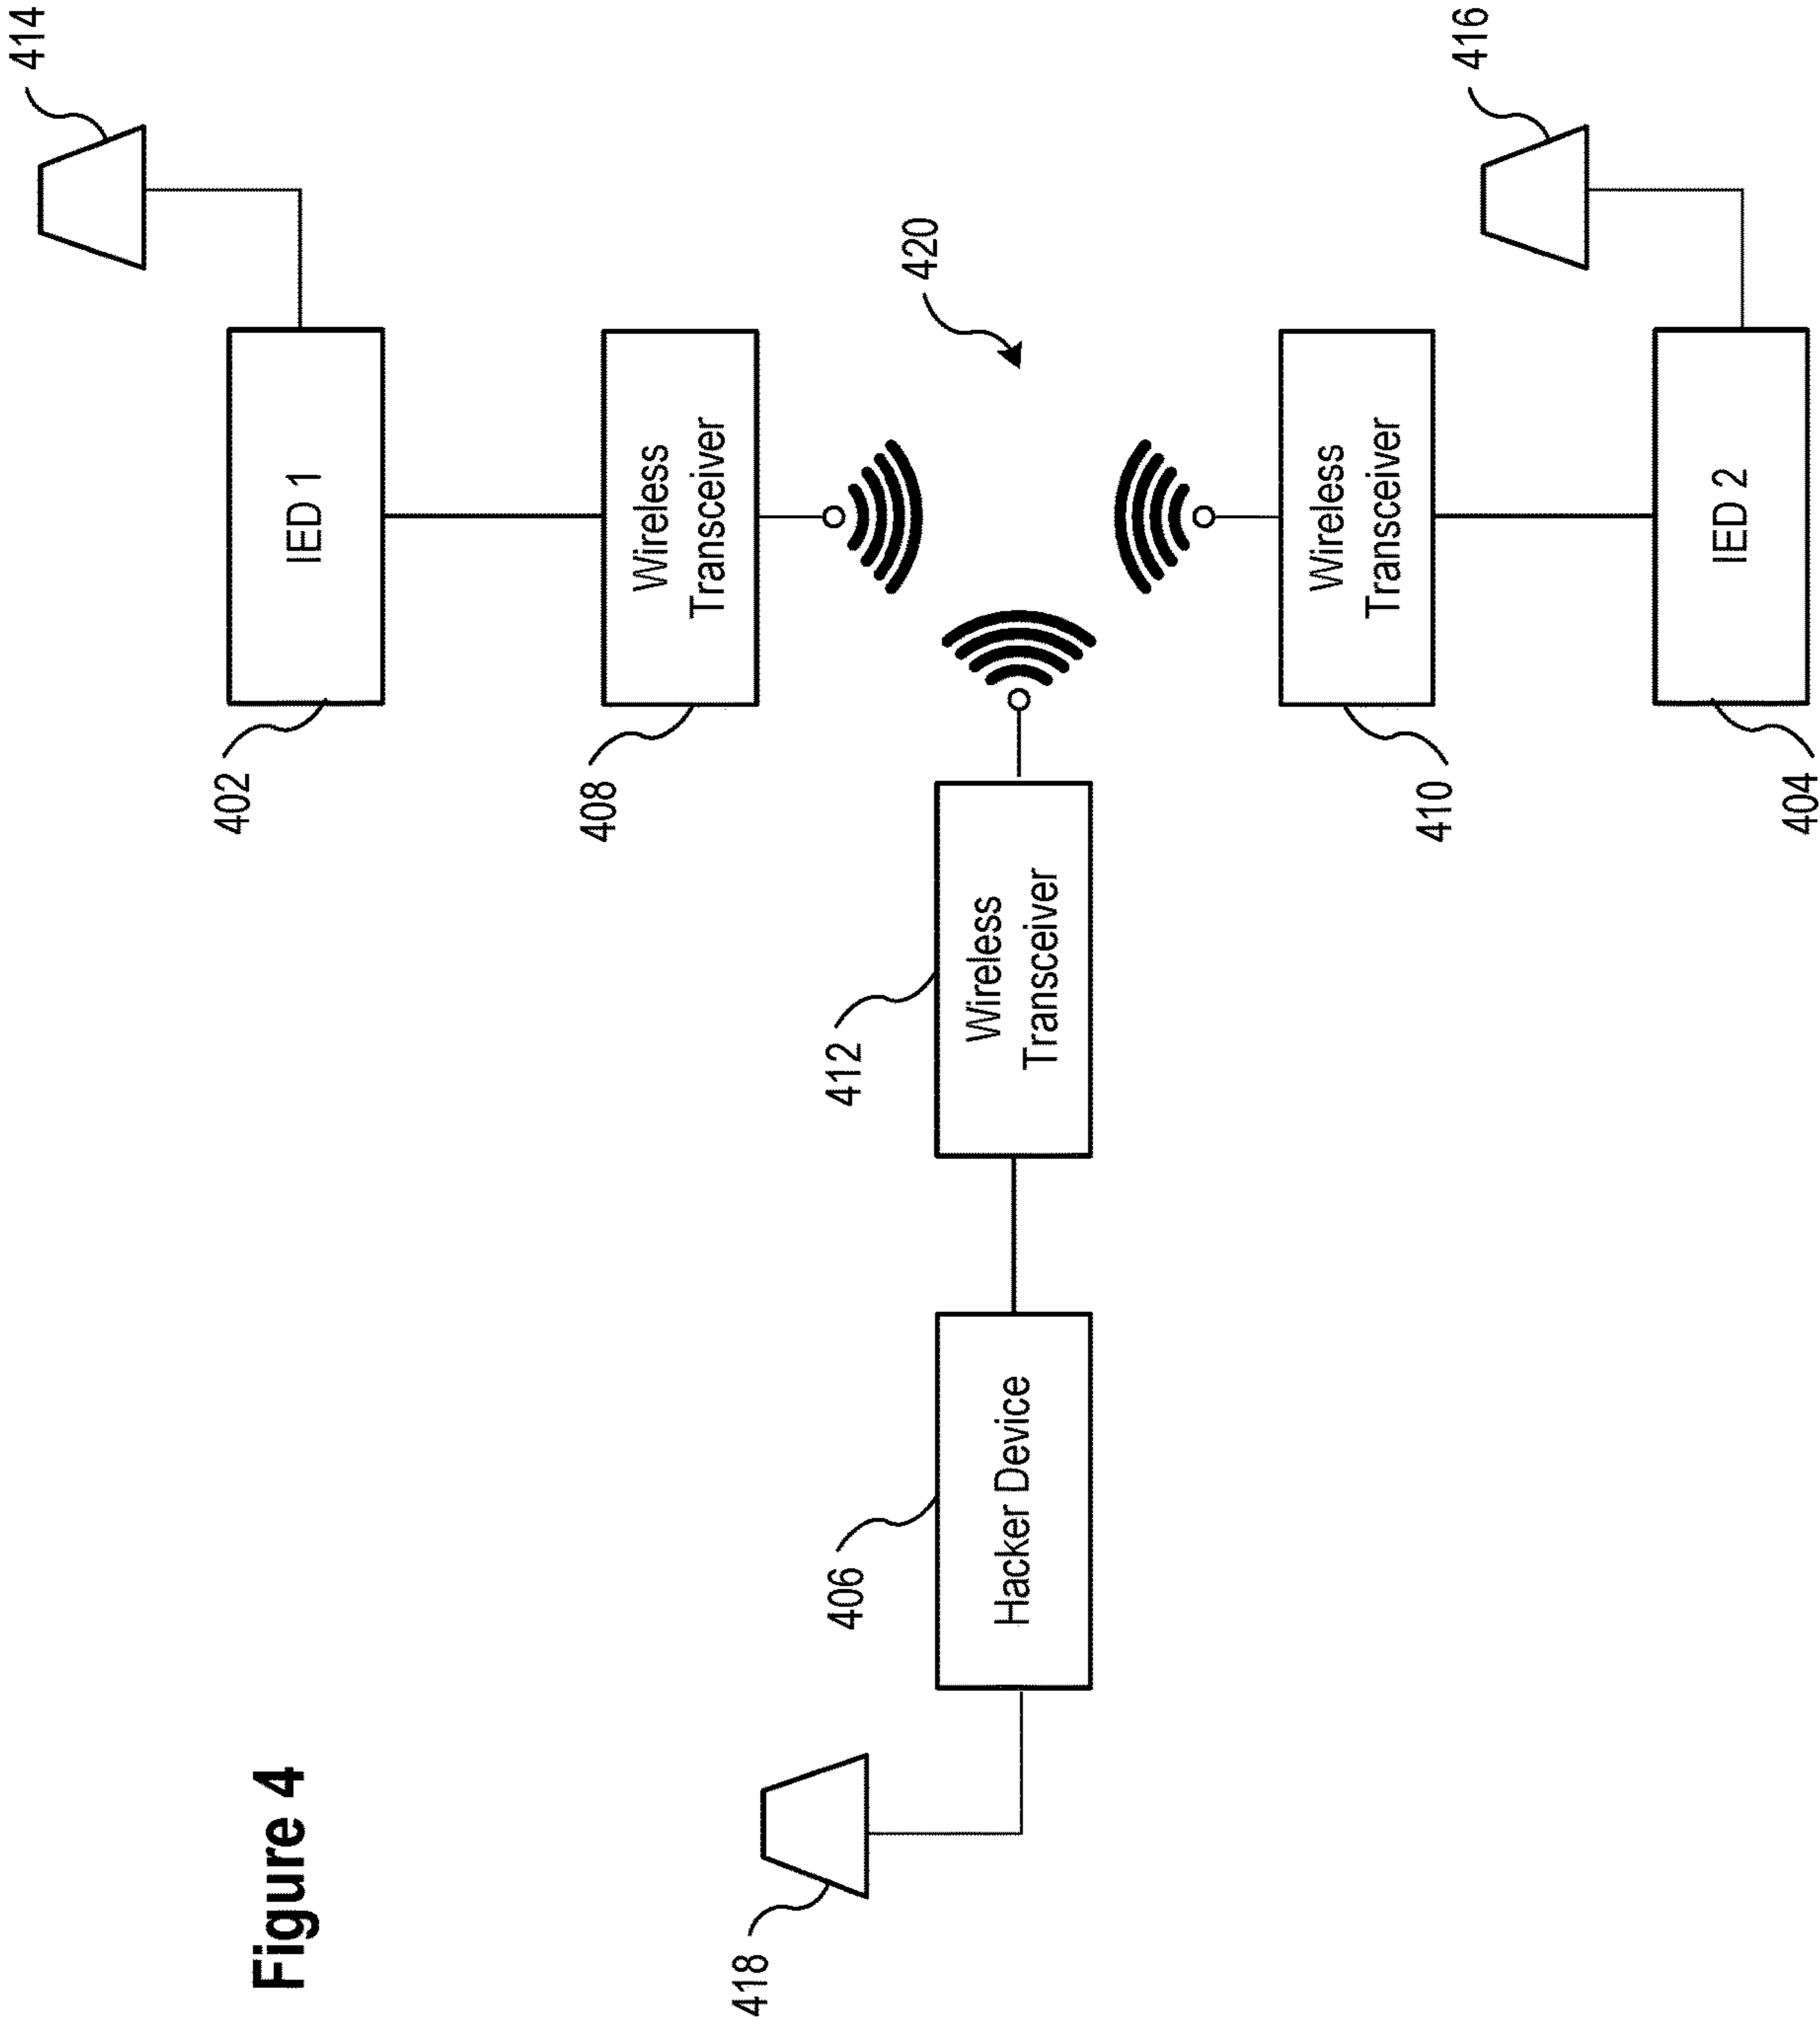 414
402
IED 1
Figure 4
408
Wireless
Transceiver
418
406
412
420
Hacker Device
Wireless
Transceiver
Wireless
Transceiver
410
416
IED 2
404